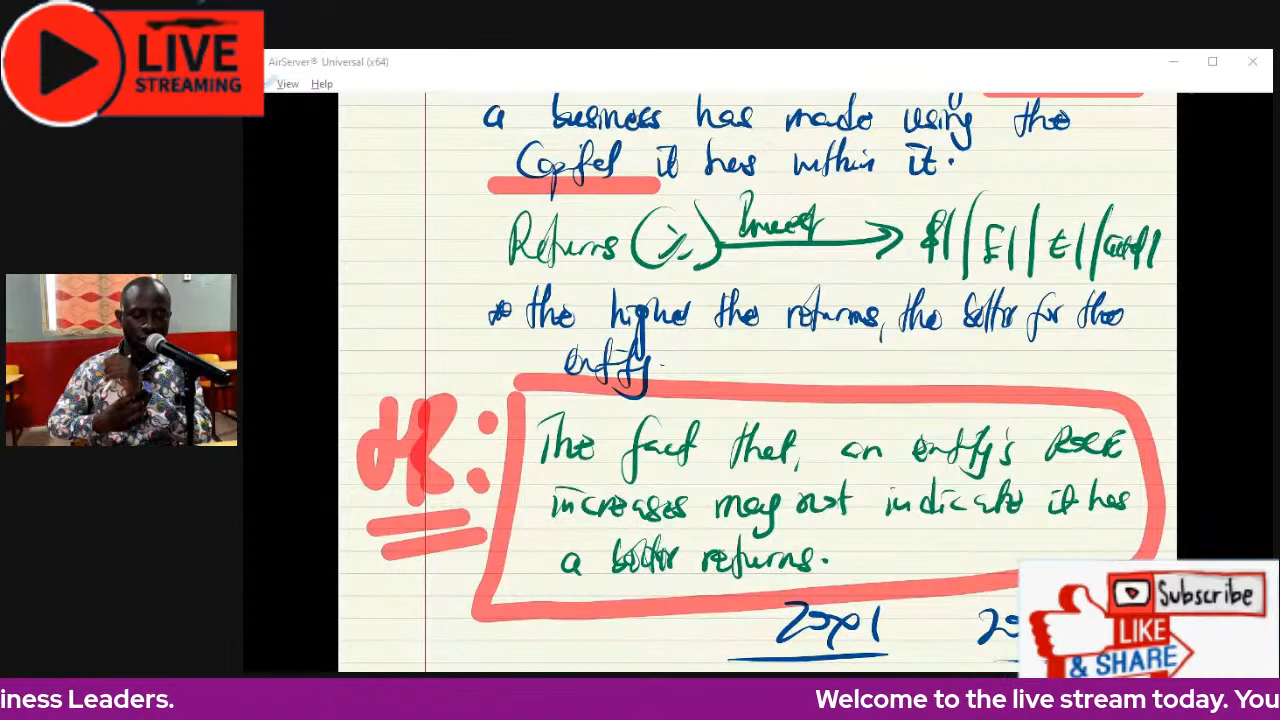 LIVE
STREAMING
AirServer® Universal (x64)
View Help
a business has made using the
Capital it has within it.
Returns (%) Invest $1 / £1 / ₵1 /
* the higher the returns, the better for the
entity.
The fact that, an entity's ROCE
increases may not indicate it has
a better returns.
20x1
Subscribe
LIKE
& SHARE
iness Leaders.
Welcome to the live stream today. You